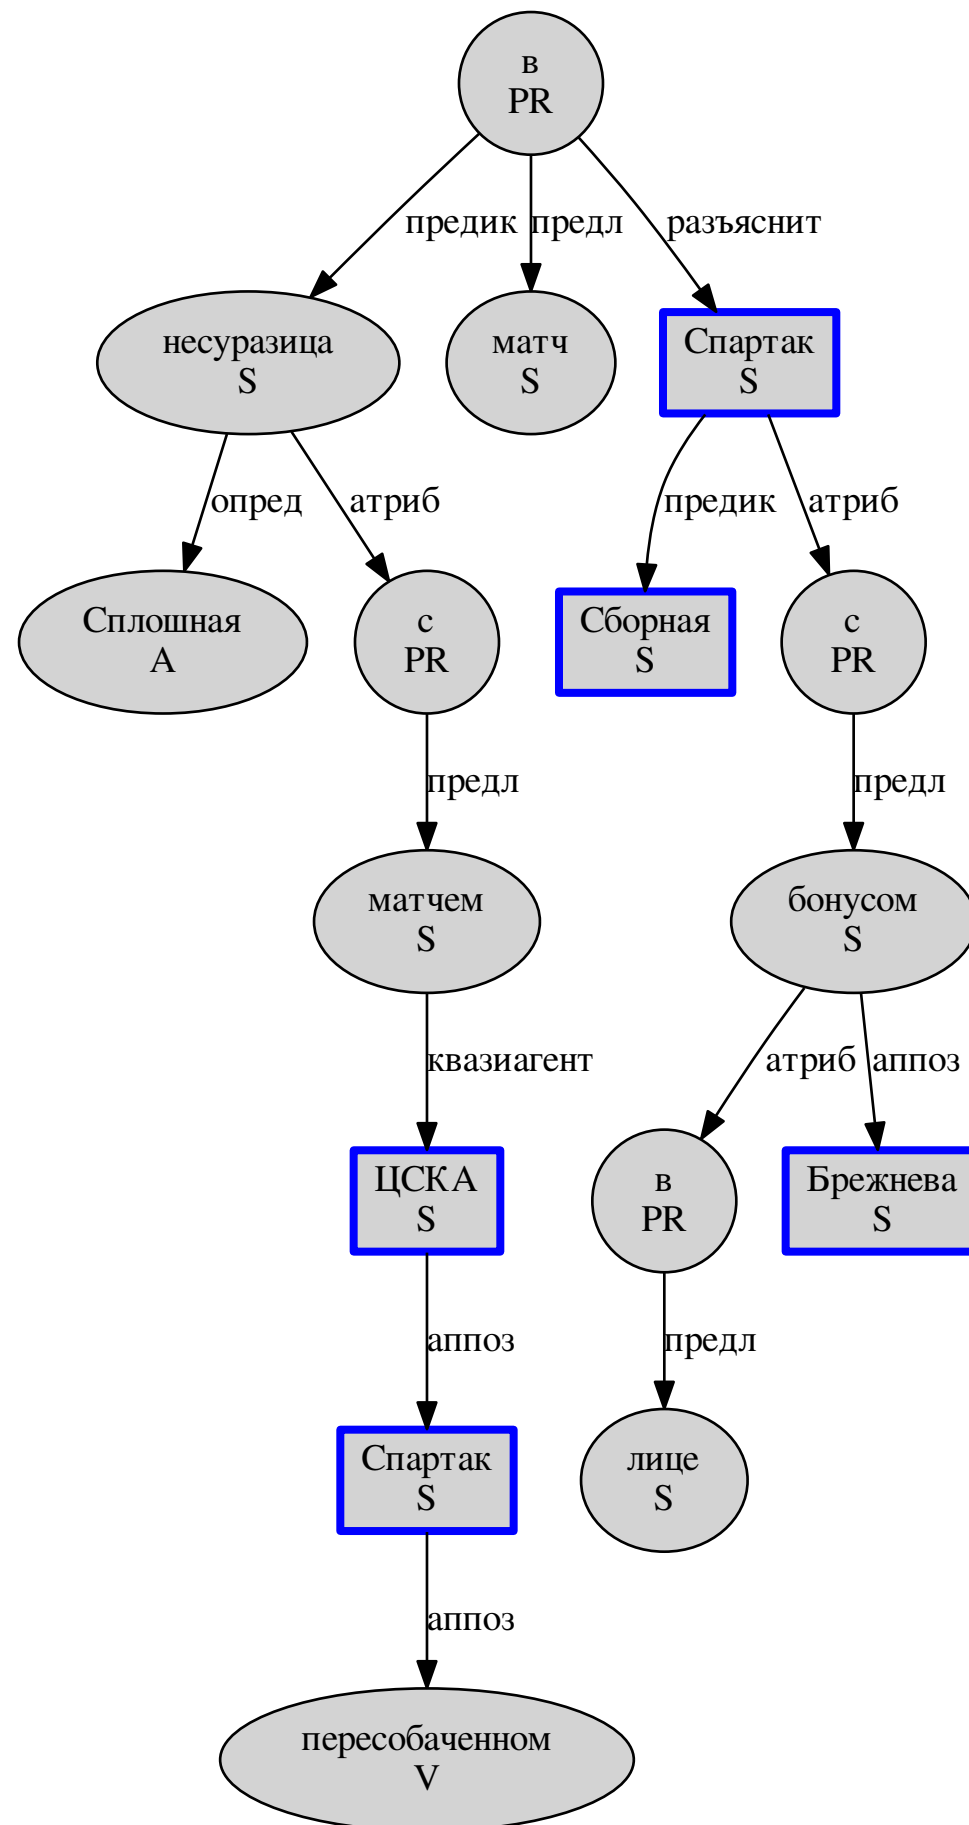 в
PR
предик
предл
разъяснит
несуразица
S
матч
S
Спартак
S
опред
атриб
предик
атриб
Сплошная
A
с
PR
Сборная
S
с
PR
предл
предл
матчем
S
бонусом
S
квазиагент
атриб
аппоз
ЦСКА
S
в
PR
Брежнева
S
аппоз
предл
Спартак
S
лице
S
аппоз
пересобаченном
V